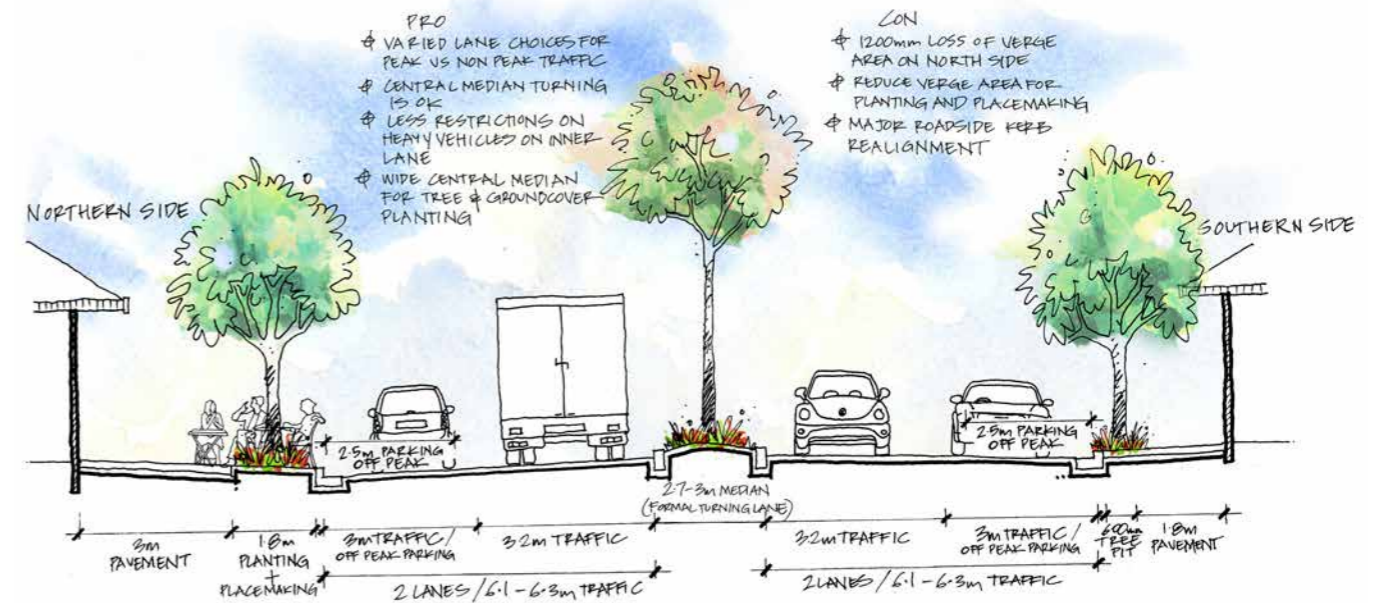 PRO
VARIED LANE CHOICES FOR
PEAK VS NON PEAK TRAFFIC
CENTRAL MEDIAN TURNING
IS OK
LESS RESTRICTIONS ON
HEAVY VEHICLES ON INNER
LANE
WIDE CENTRAL MEDIAN
FOR TREE & GROUNDCOVER
PLANTING
CON
1200mm LOSS OF VERGE
AREA ON NORTH SIDE
REDUCE VERGE AREA FOR
PLANTING AND PLACEMAKING
MAJOR ROADSIDE KERB
REALIGNMENT
NORTHERN SIDE
SOUTHERN SIDE
2.5m PARKING
OFF PEAK
2.5m PARKING
OFF PEAK
2.7-3m MEDIAN
(FORMAL TURNING LANE)
3m
PAVEMENT
1.8m
PLANTING
+
PLACEMAKING
3m TRAFFIC/
OFF PEAK PARKING
3.2m TRAFFIC
3.2m TRAFFIC
3m TRAFFIC/
OFF PEAK PARKING
600mm
TREE
PIT
1.8m
PAVEMENT
2 LANES / 6.1 - 6.3m TRAFFIC
2 LANES / 6.1 - 6.3m TRAFFIC